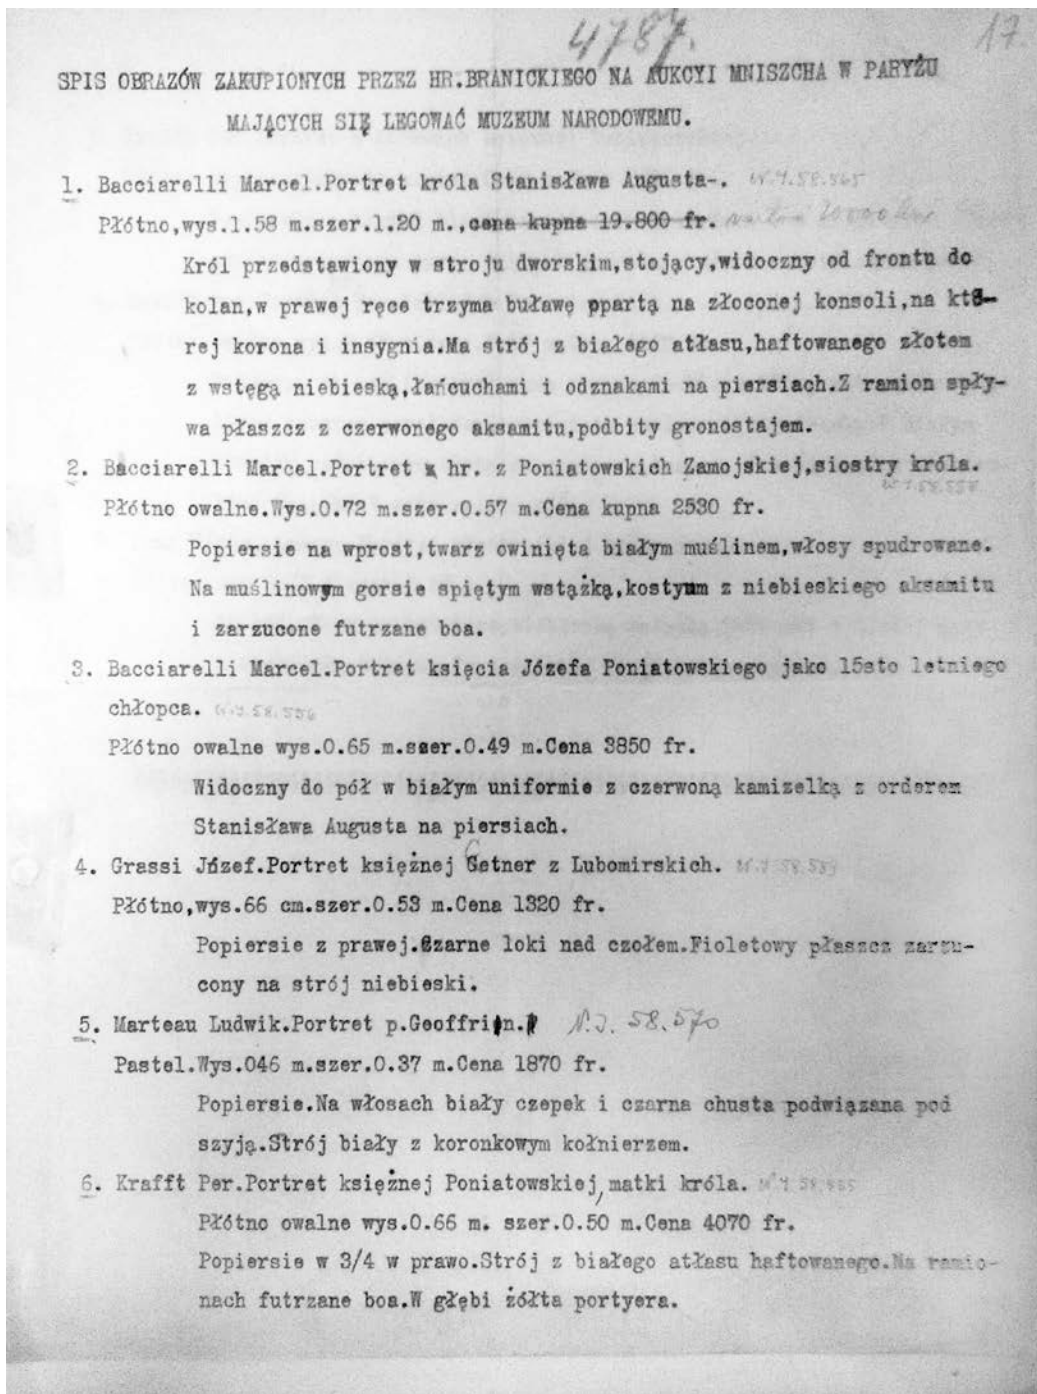 4787.
17.
SPIS OBRAZÓW ZAKUPIONYCH PRZEZ HR.BRANICKIEGO NA AUKCYI MNISZCHA W PARYŻU
MAJĄCYCH SIĘ LEGOWAĆ MUZEUM NARODOWEMU.
1. Bacciarelli Marcel.Portret króla Stanisława Augusta-. N.I.58.565
Płótno,wys.1.58 m.szer.1.20 m.,cena kupna 19.800 fr.
Król przedstawiony w stroju dworskim,stojący,widoczny od frontu do
kolan,w prawej ręce trzyma buławę ppartą na złoconej konsoli,na któ-
rej korona i insygnia.Ma strój z białego atłasu,haftowanego złotem
z wstęgą niebieską,łańcuchami i odznakami na piersiach.Z ramion spły-
wa płaszcz z czerwonego aksamitu,podbity gronostajem.
2. Bacciarelli Marcel.Portret hr. z Poniatowskich Zamojskiej,siostry króla.
Płótno owalne.Wys.0.72 m.szer.0.57 m.Cena kupna 2530 fr.
Popiersie na wprost,twarz owinięta białym muślinem,włosy spudrowane.
Na muślinowym gorsie spiętym wstążką,kostyum z niebieskiego aksamitu
i zarzucone futrzane boa.
3. Bacciarelli Marcel.Portret księcia Józefa Poniatowskiego jako 15sto letniego
chłopca. N.I.58.556
Płótno owalne wys.0.65 m.szer.0.49 m.Cena 3850 fr.
Widoczny do pół w białym uniformie z czerwoną kamizelką z orderem
Stanisława Augusta na piersiach.
4. Grassi Józef.Portret księżnej Cetner z Lubomirskich.
Płótno,wys.66 cm.szer.0.53 m.Cena 1320 fr.
Popiersie z prawej.Czarne loki nad czołem.Fioletowy płaszcz zarzu-
cony na strój niebieski.
5. Marteau Ludwik.Portret p.Geoffrin. N.I. 58.570
Pastel.Wys.046 m.szer.0.37 m.Cena 1870 fr.
Popiersie.Na włosach biały czepek i czarna chusta podwiązana pod
szyją.Strój biały z koronkowym kołnierzem.
6. Krafft Per.Portret księżnej Poniatowskiej,matki króla.
Płótno owalne wys.0.66 m. szer.0.50 m.Cena 4070 fr.
Popiersie w 3/4 w prawo.Strój z białego atłasu haftowanego.Na ramio-
nach futrzane boa.W głębi żółta portyera.